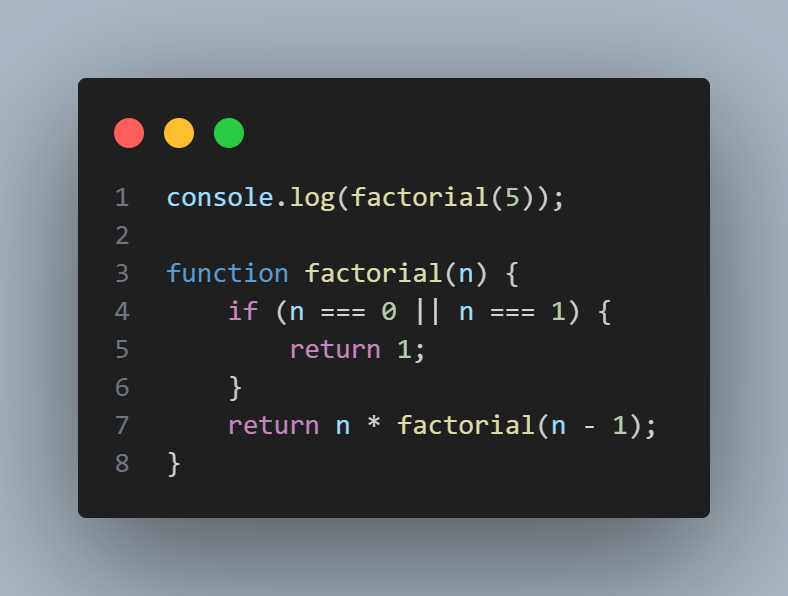 1 console.log(factorial(5));
2
3 function factorial(n) {
4     if (n === 0 || n === 1) {
5         return 1;
6     }
7     return n * factorial(n - 1);
8 }